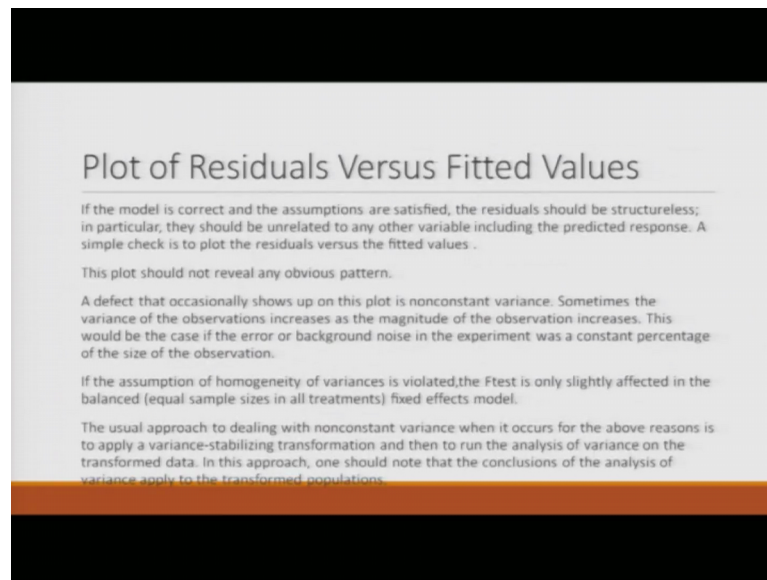 Plot of Residuals Versus Fitted Values
If the model is correct and the assumptions are satisfied, the residuals should be structureless;
in particular, they should be unrelated to any other variable including the predicted response. A
simple check is to plot the residuals versus the fitted values .
This plot should not reveal any obvious pattern.
A defect that occasionally shows up on this plot is nonconstant variance. Sometimes the
variance of the observations increases as the magnitude of the observation increases. This
would be the case if the error or background noise in the experiment was a constant percentage
of the size of the observation.
If the assumption of homogeneity of variances is violated,the Ftest is only slightly affected in the
balanced (equal sample sizes in all treatments) fixed effects model.
The usual approach to dealing with nonconstant variance when it occurs for the above reasons is
to apply a variance-stabilizing transformation and then to run the analysis of variance on the
transformed data. In this approach, one should note that the conclusions of the analysis of
variance apply to the transformed populations.